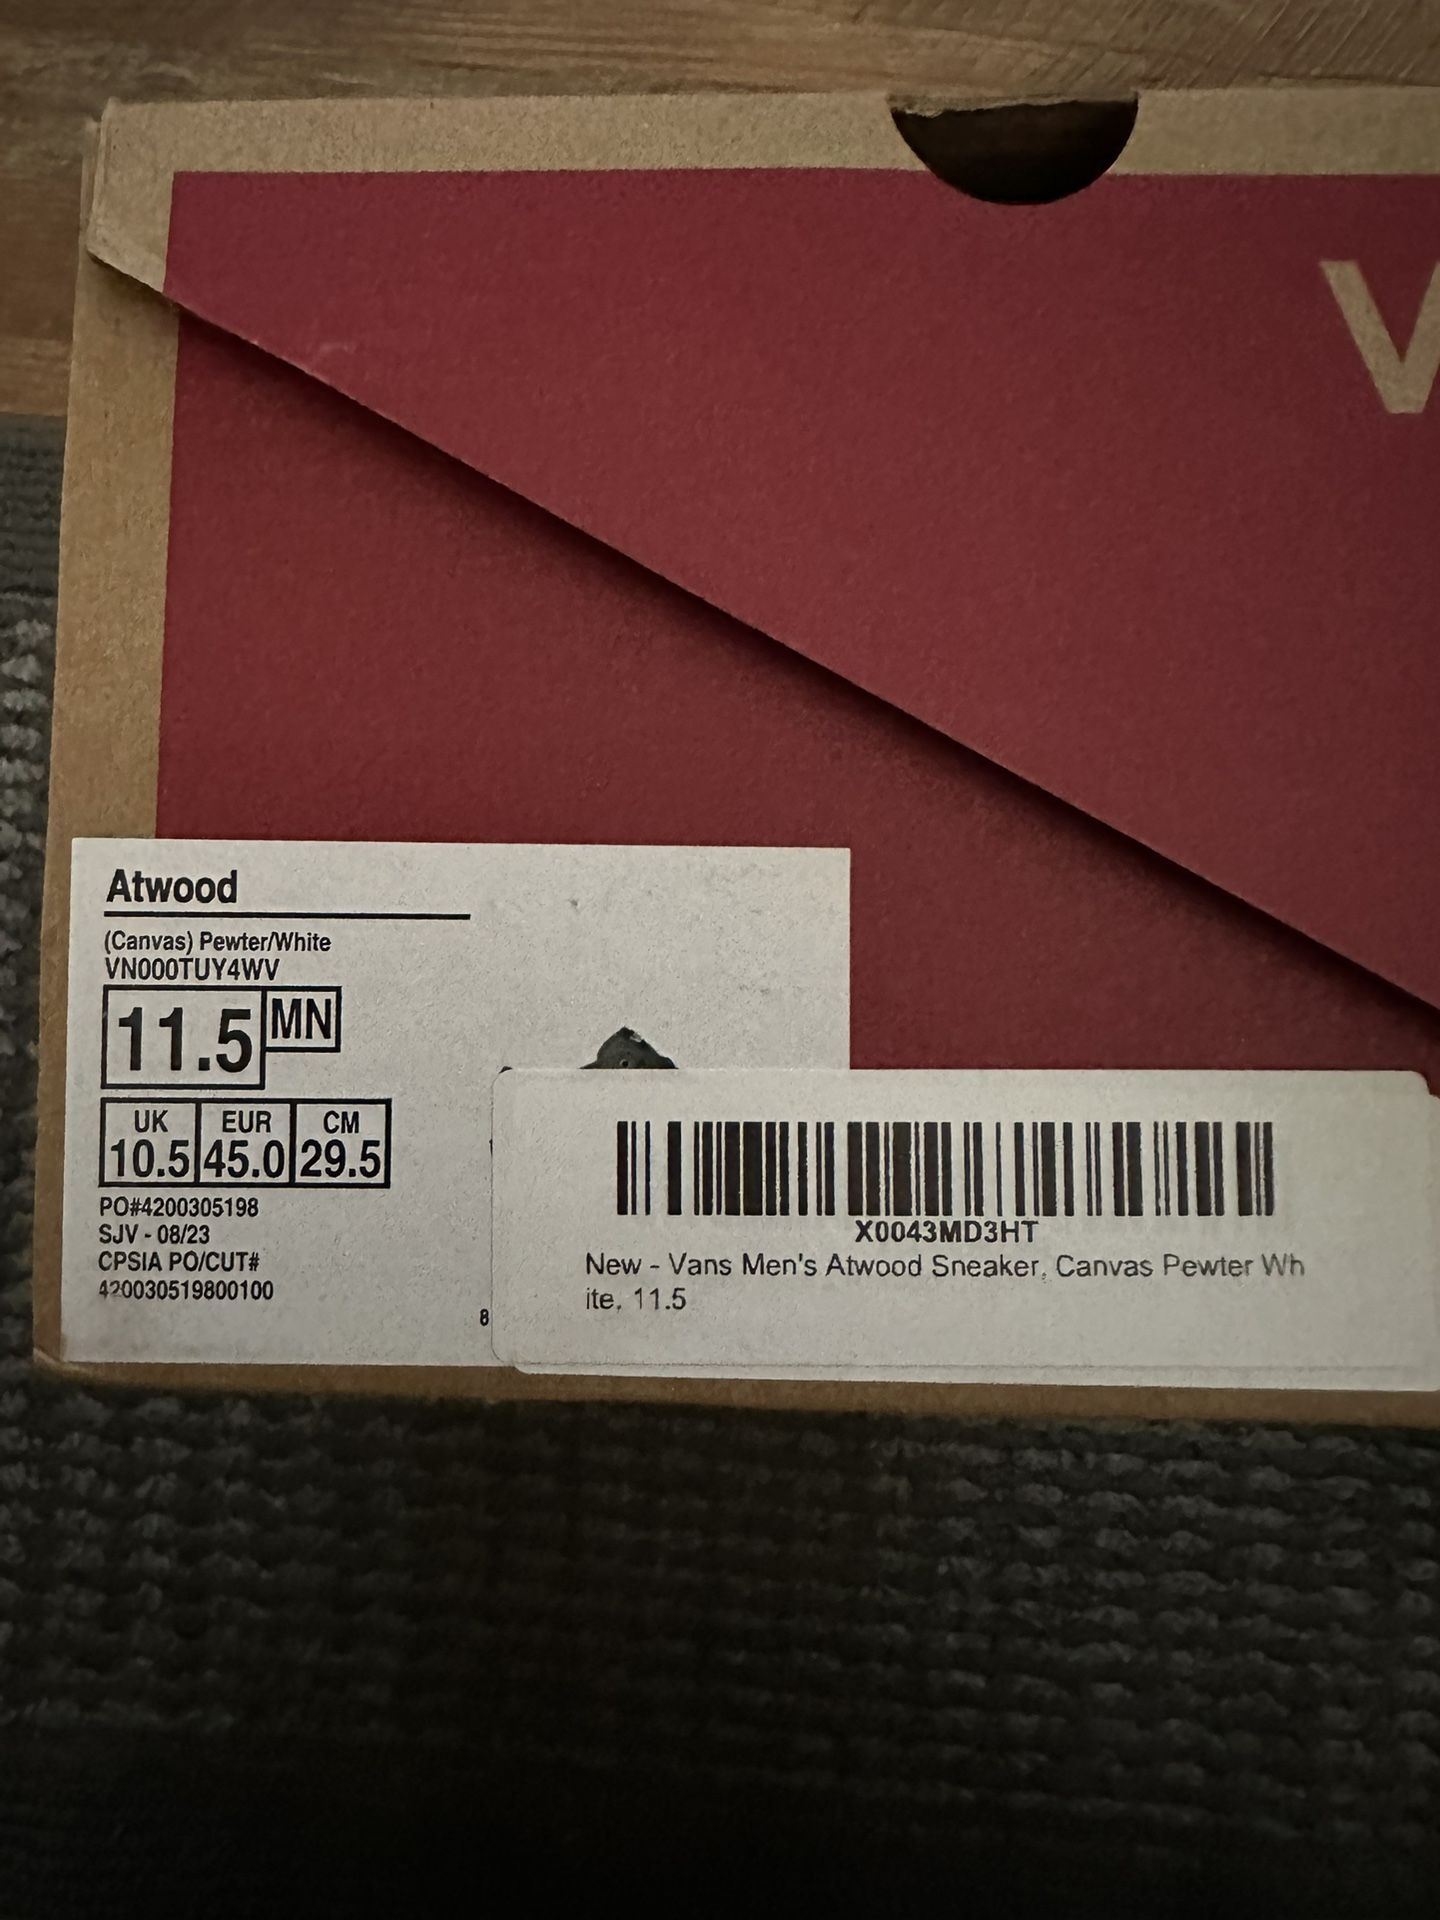 V
Atwood
(Canvas) Pewter/White
VN000TUY4WV
11.5 MN
UK EUR CM
10.5 45.0 29.5
PO#4200305198
SJV - 08/23
CPSIA PO/CUT#
420030519800100
8
X0043MD3HT
New - Vans Men's Atwood Sneaker, Canvas Pewter Wh
ite, 11.5